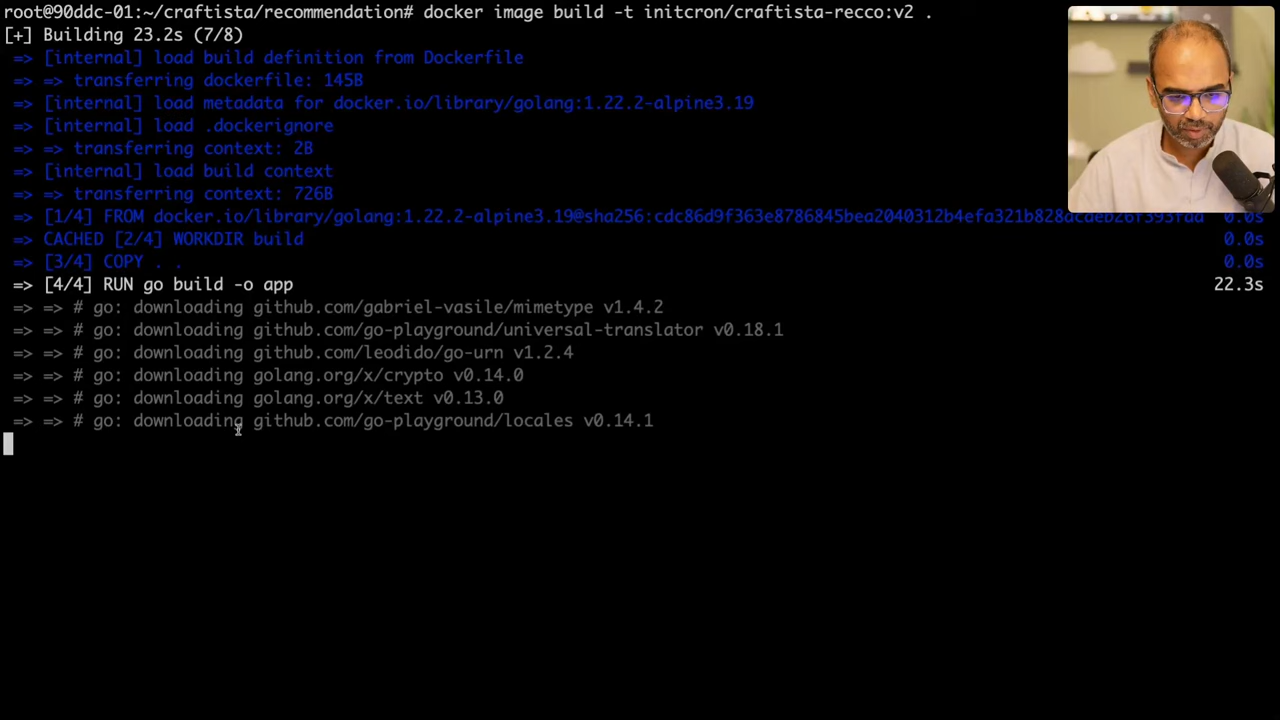 root@90ddc-01:~/craftista/recommendation# docker image build -t initcron/craftista-recco:v2 .
[+] Building 23.2s (7/8)
=> [internal] load build definition from Dockerfile
=> => transferring dockerfile: 145B
=> [internal] load metadata for docker.io/library/golang:1.22.2-alpine3.19
=> [internal] load .dockerignore
=> => transferring context: 2B
=> [internal] load build context
=> => transferring context: 726B
=> [1/4] FROM docker.io/library/golang:1.22.2-alpine3.19@sha256:cdc86d9f363e8786845bea2040312b4efa321b828acdeb26f393faa 0.0s
=> CACHED [2/4] WORKDIR build 0.0s
=> [3/4] COPY . . 0.0s
=> [4/4] RUN go build -o app 22.3s
=> => # go: downloading github.com/gabriel-vasile/mimetype v1.4.2
=> => # go: downloading github.com/go-playground/universal-translator v0.18.1
=> => # go: downloading github.com/leodido/go-urn v1.2.4
=> => # go: downloading golang.org/x/crypto v0.14.0
=> => # go: downloading golang.org/x/text v0.13.0
=> => # go: downloading github.com/go-playground/locales v0.14.1